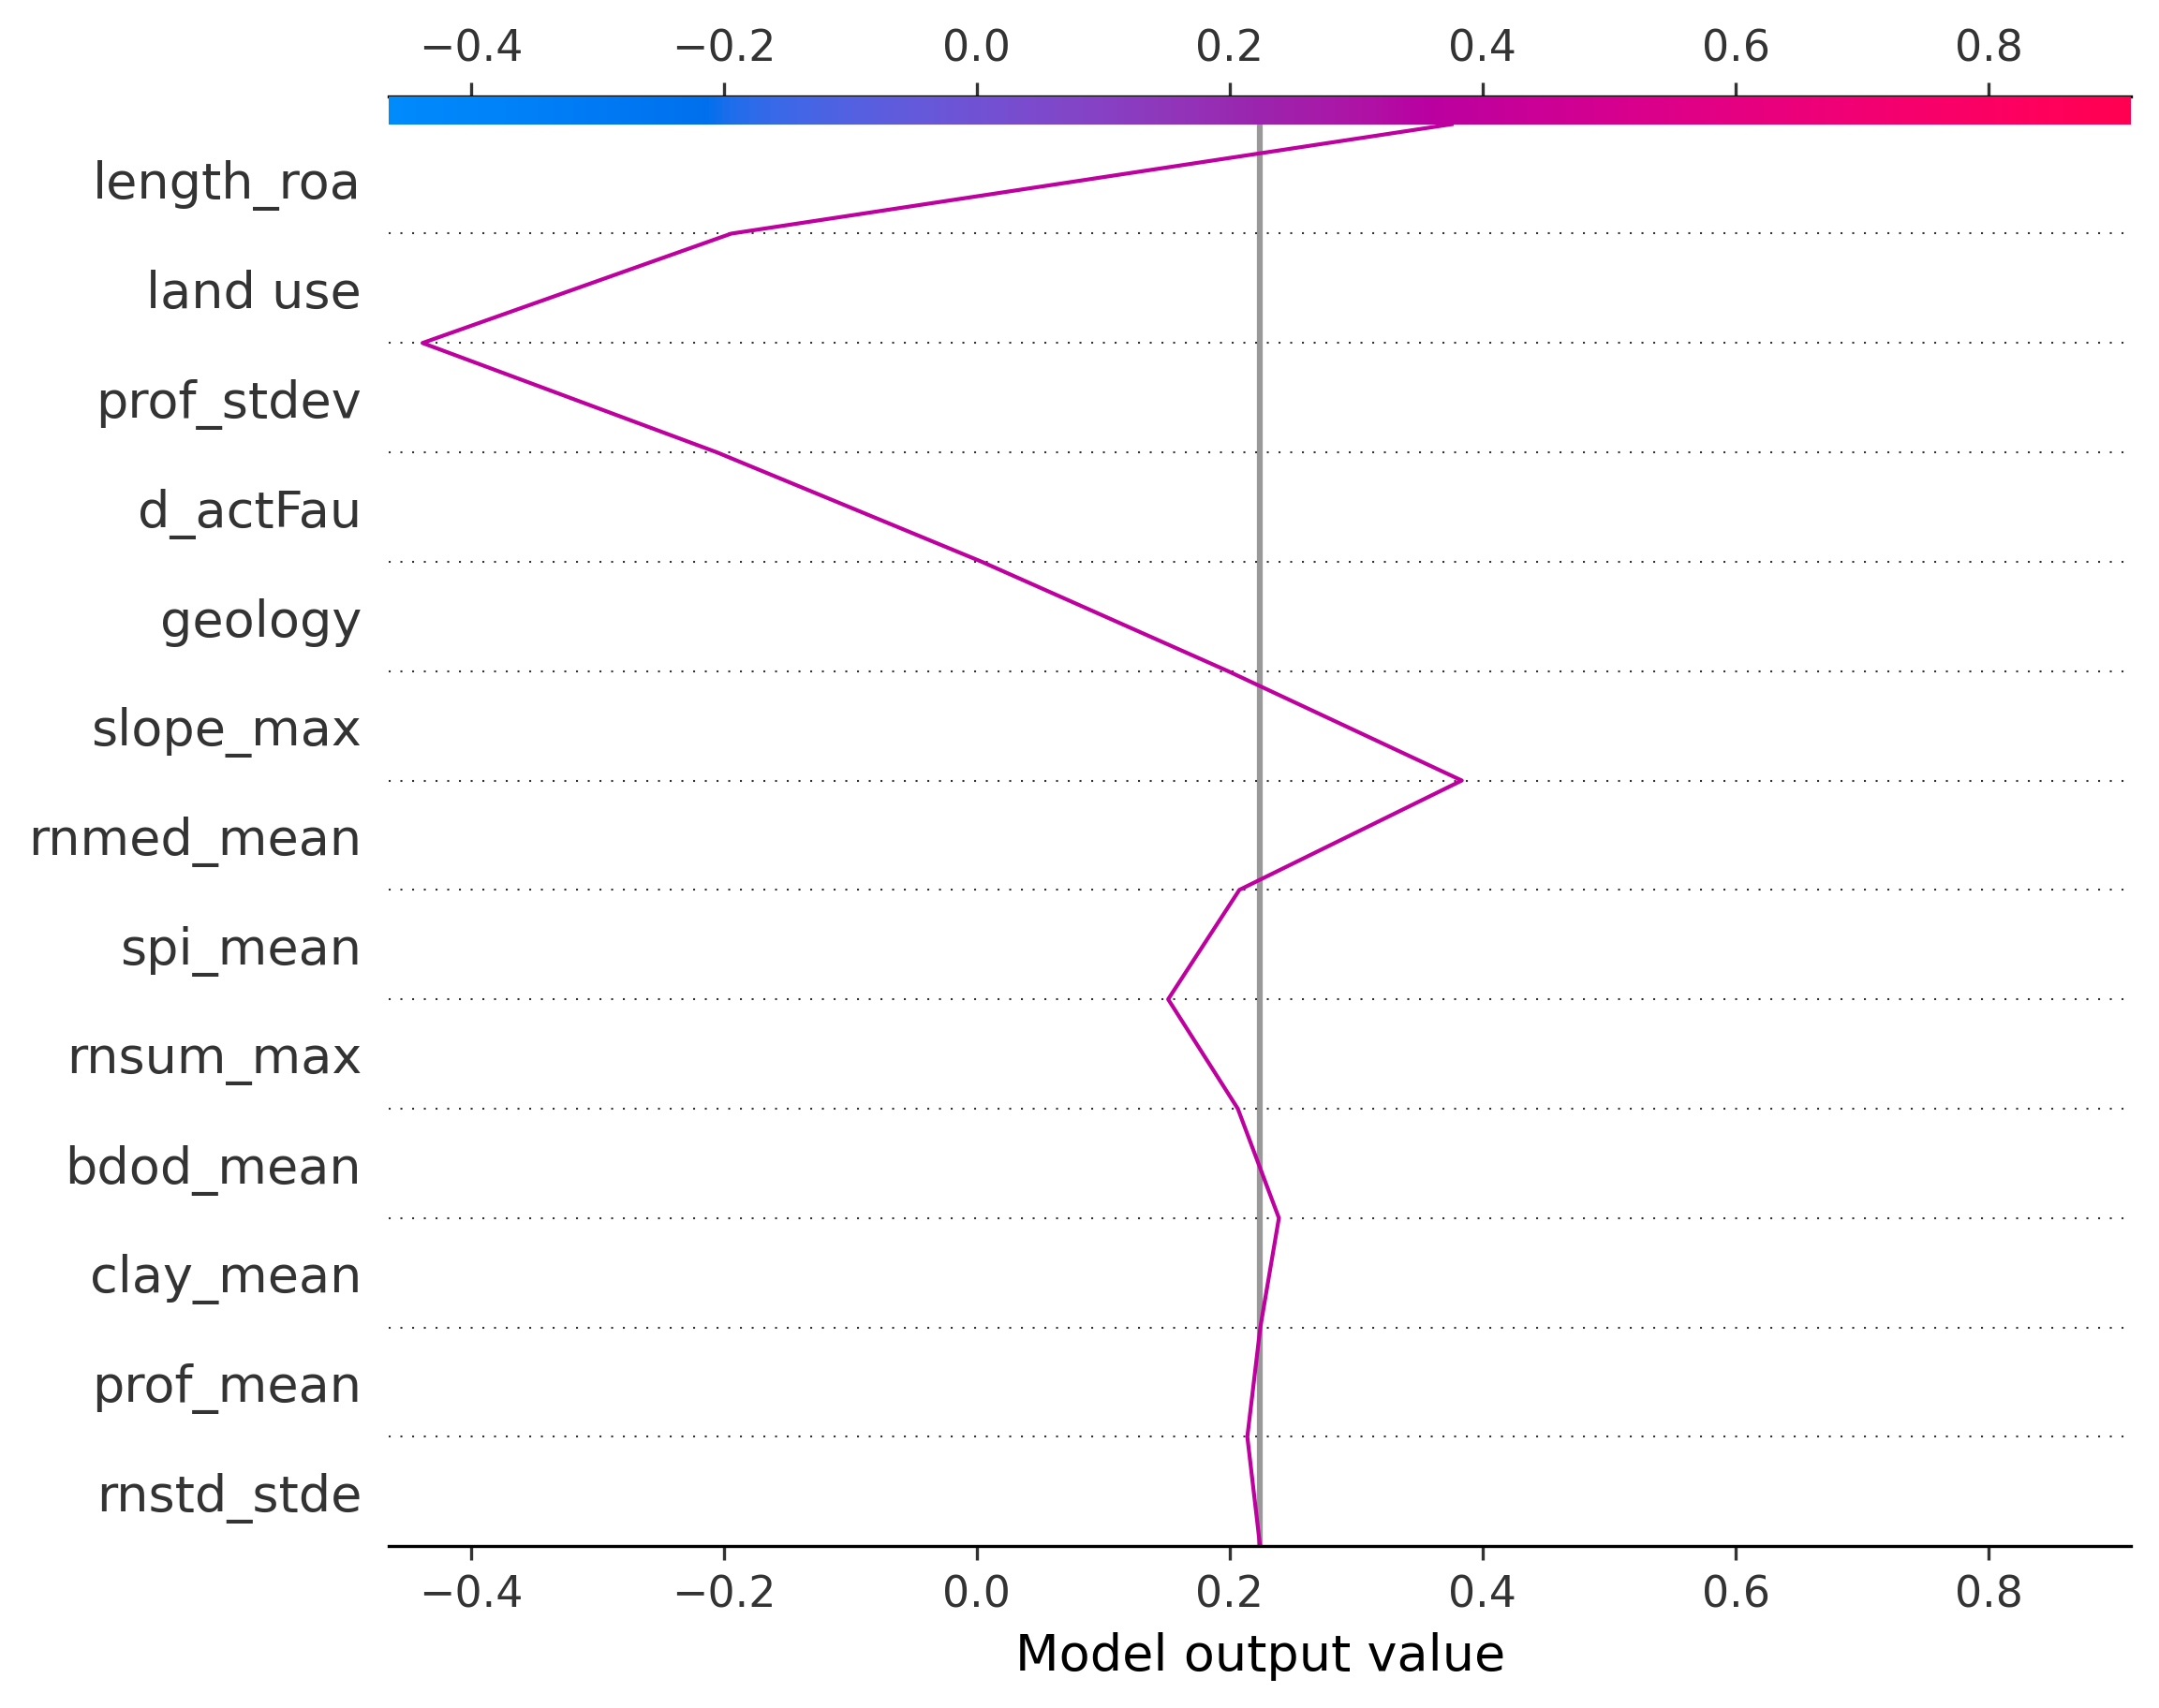 −0.4 −0.2 0.0 0.2 0.4 0.6 0.8
length_roa
land use
prof_stdev
d_actFau
geology
slope_max
rnmed_mean
spi_mean
rnsum_max
bdod_mean
clay_mean
prof_mean
rnstd_stde
−0.4 −0.2 0.0 0.2 0.4 0.6 0.8
Model output value